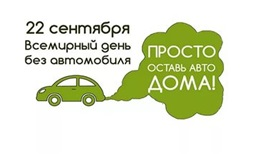 22 сентября
Всемирный день
без автомобиля
ПРОСТО
ОСТАВЬ АВТО
ДОМА!